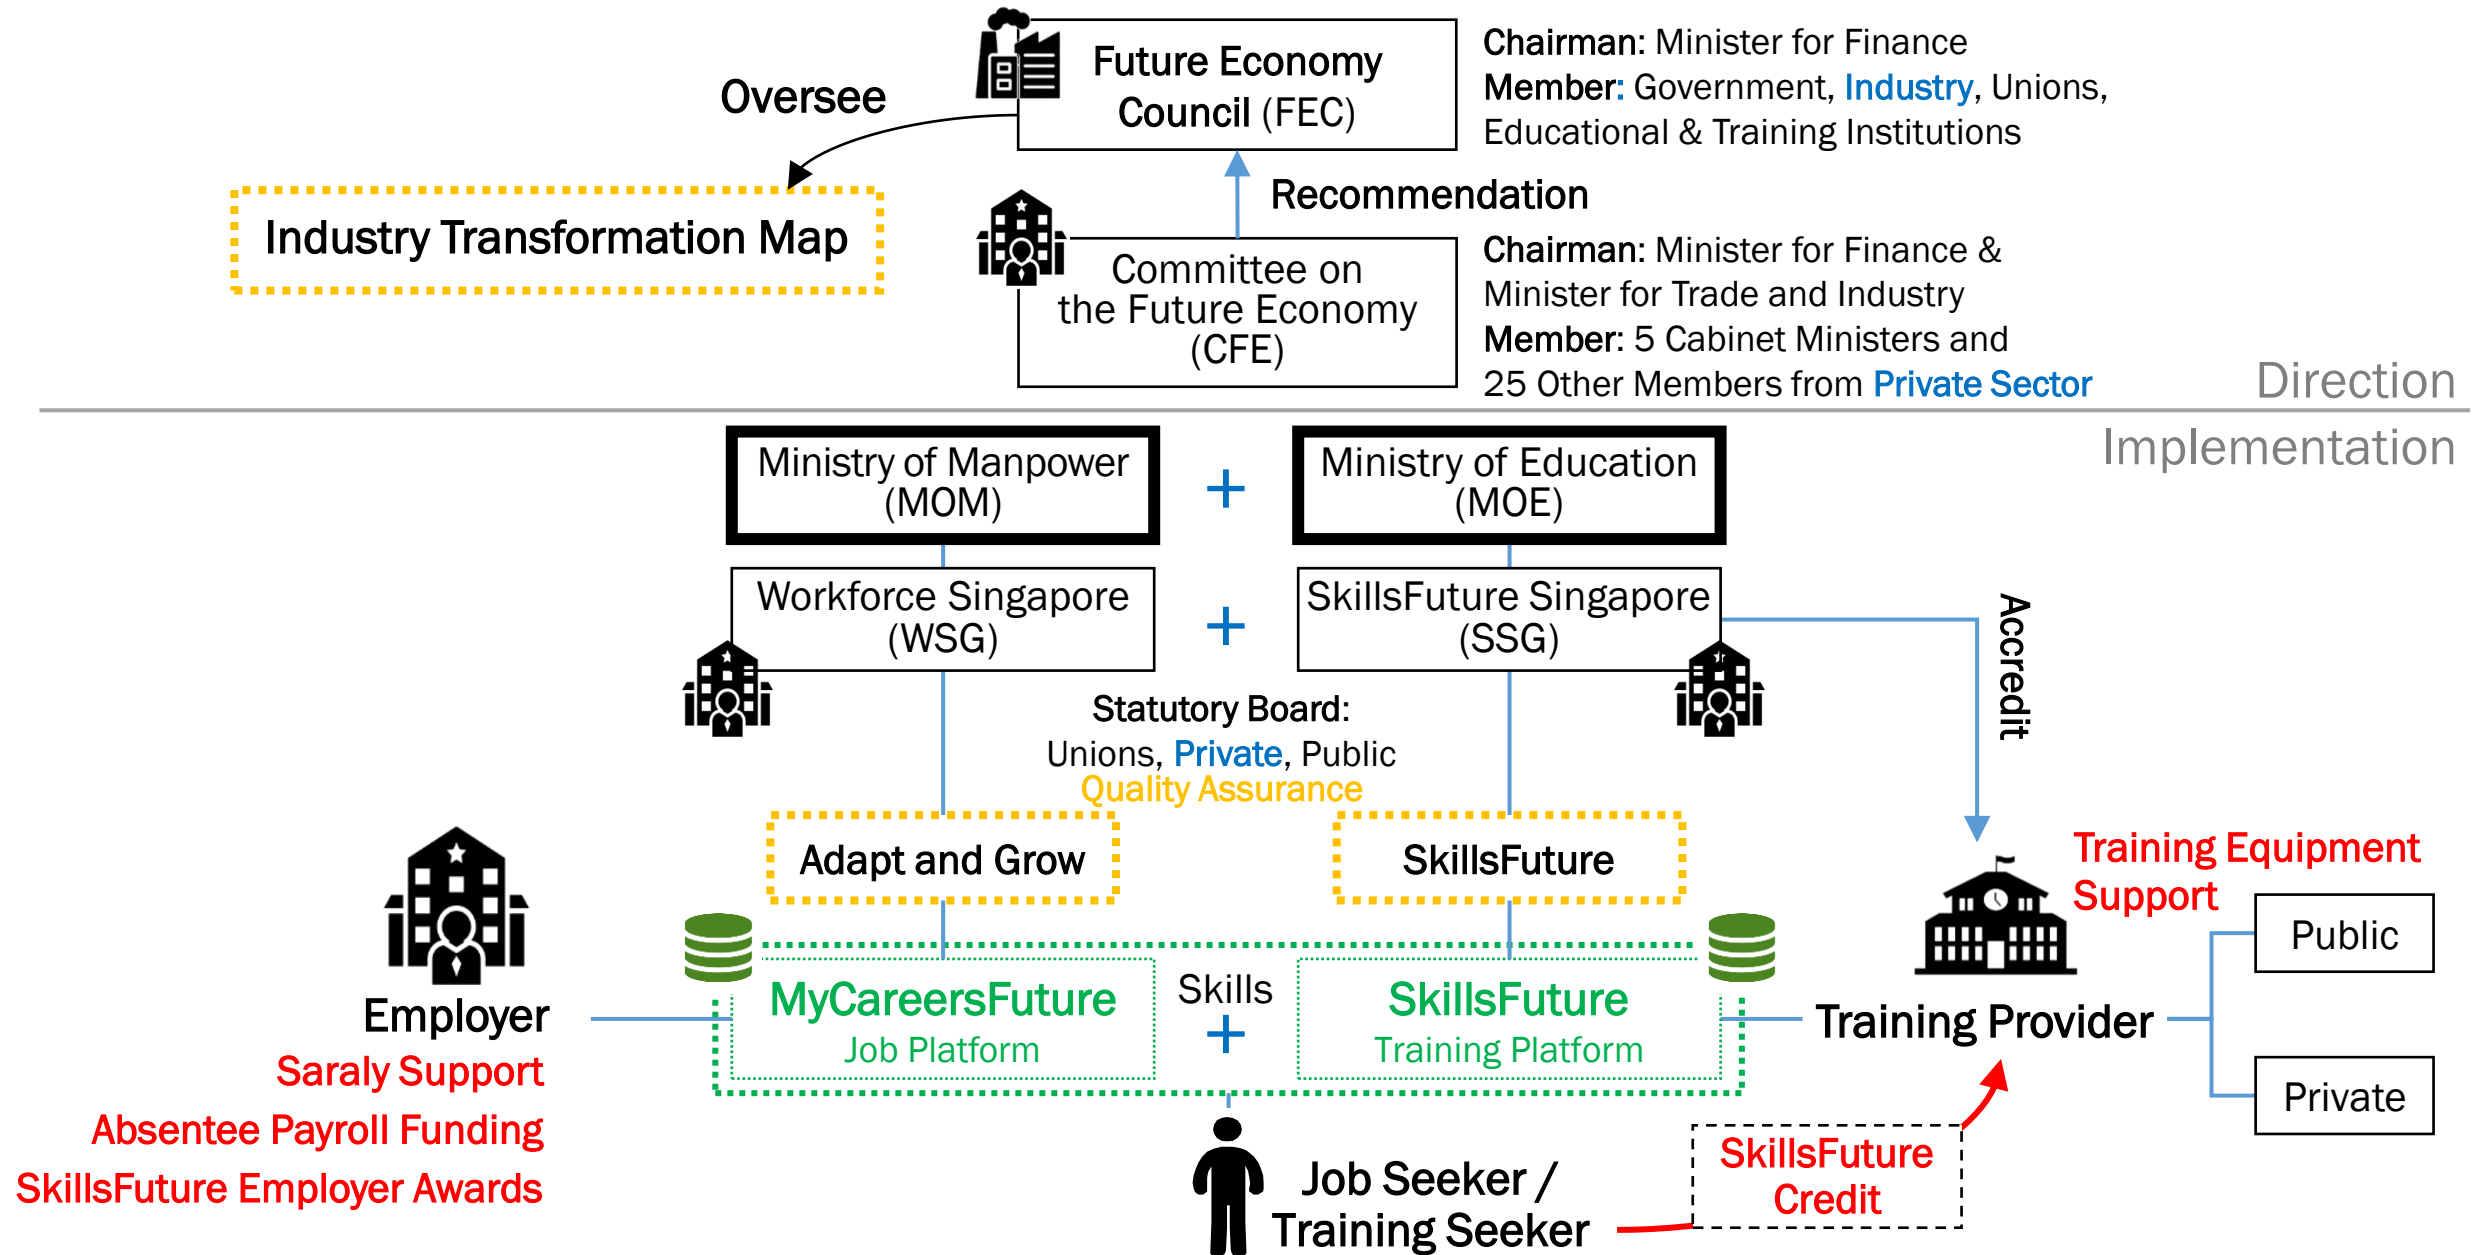 Future Economy
Council (FEC)
Chairman: Minister for Finance
Member: Government, Industry, Unions,
Educational & Training Institutions
Oversee
Industry Transformation Map
Recommendation
Committee on
the Future Economy
(CFE)
Chairman: Minister for Finance &
Minister for Trade and Industry
Member: 5 Cabinet Ministers and
25 Other Members from Private Sector
Direction
Implementation
Ministry of Manpower
(MOM)
+
Ministry of Education
(MOE)
Workforce Singapore
(WSG)
+
SkillsFuture Singapore
(SSG)
Accredit
Statutory Board:
Unions, Private, Public
Quality Assurance
Adapt and Grow
SkillsFuture
Training Equipment
Support
Public
Private
MyCareersFuture
Job Platform
Skills
+
SkillsFuture
Training Platform
Employer
Saraly Support
Absentee Payroll Funding
SkillsFuture Employer Awards
Training Provider
Job Seeker /
Training Seeker
SkillsFuture
Credit